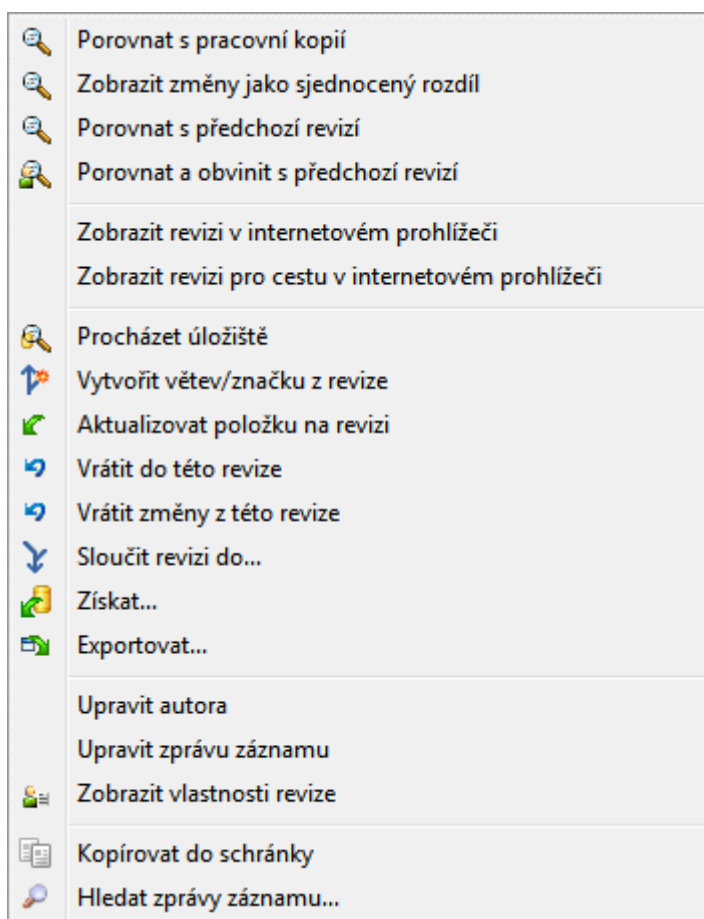 Porovnat s pracovní kopií
Zobrazit změny jako sjednocený rozdíl
Porovnat s předchozí revizí
Porovnat a obvinit s předchozí revizí
Zobrazit revizi v internetovém prohlížeči
Zobrazit revizi pro cestu v internetovém prohlížeči
Procházet úložiště
Vytvořit větev/značku z revize
Aktualizovat položku na revizi
Vrátit do této revize
Vrátit změny z této revize
Sloučit revizi do...
Získat...
Exportovat...
Upravit autora
Upravit zprávu záznamu
Zobrazit vlastnosti revize
Kopírovat do schránky
Hledat zprávy záznamu...